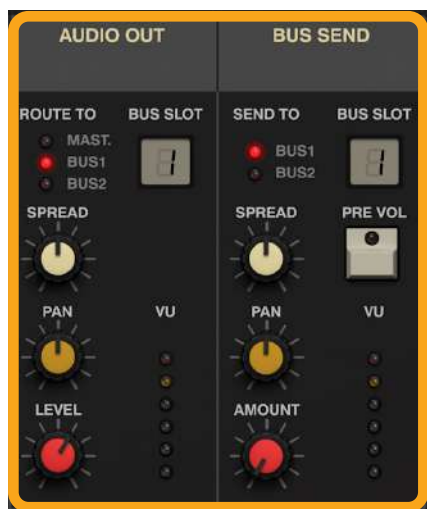 AUDIO OUT
ROUTE TO
BUS SLOT
MAST.
BUS1
BUS2
1
SPREAD
PAN
VU
LEVEL
BUS SEND
SEND TO
BUS SLOT
BUS1
BUS2
1
SPREAD
PRE VOL
PAN
VU
AMOUNT